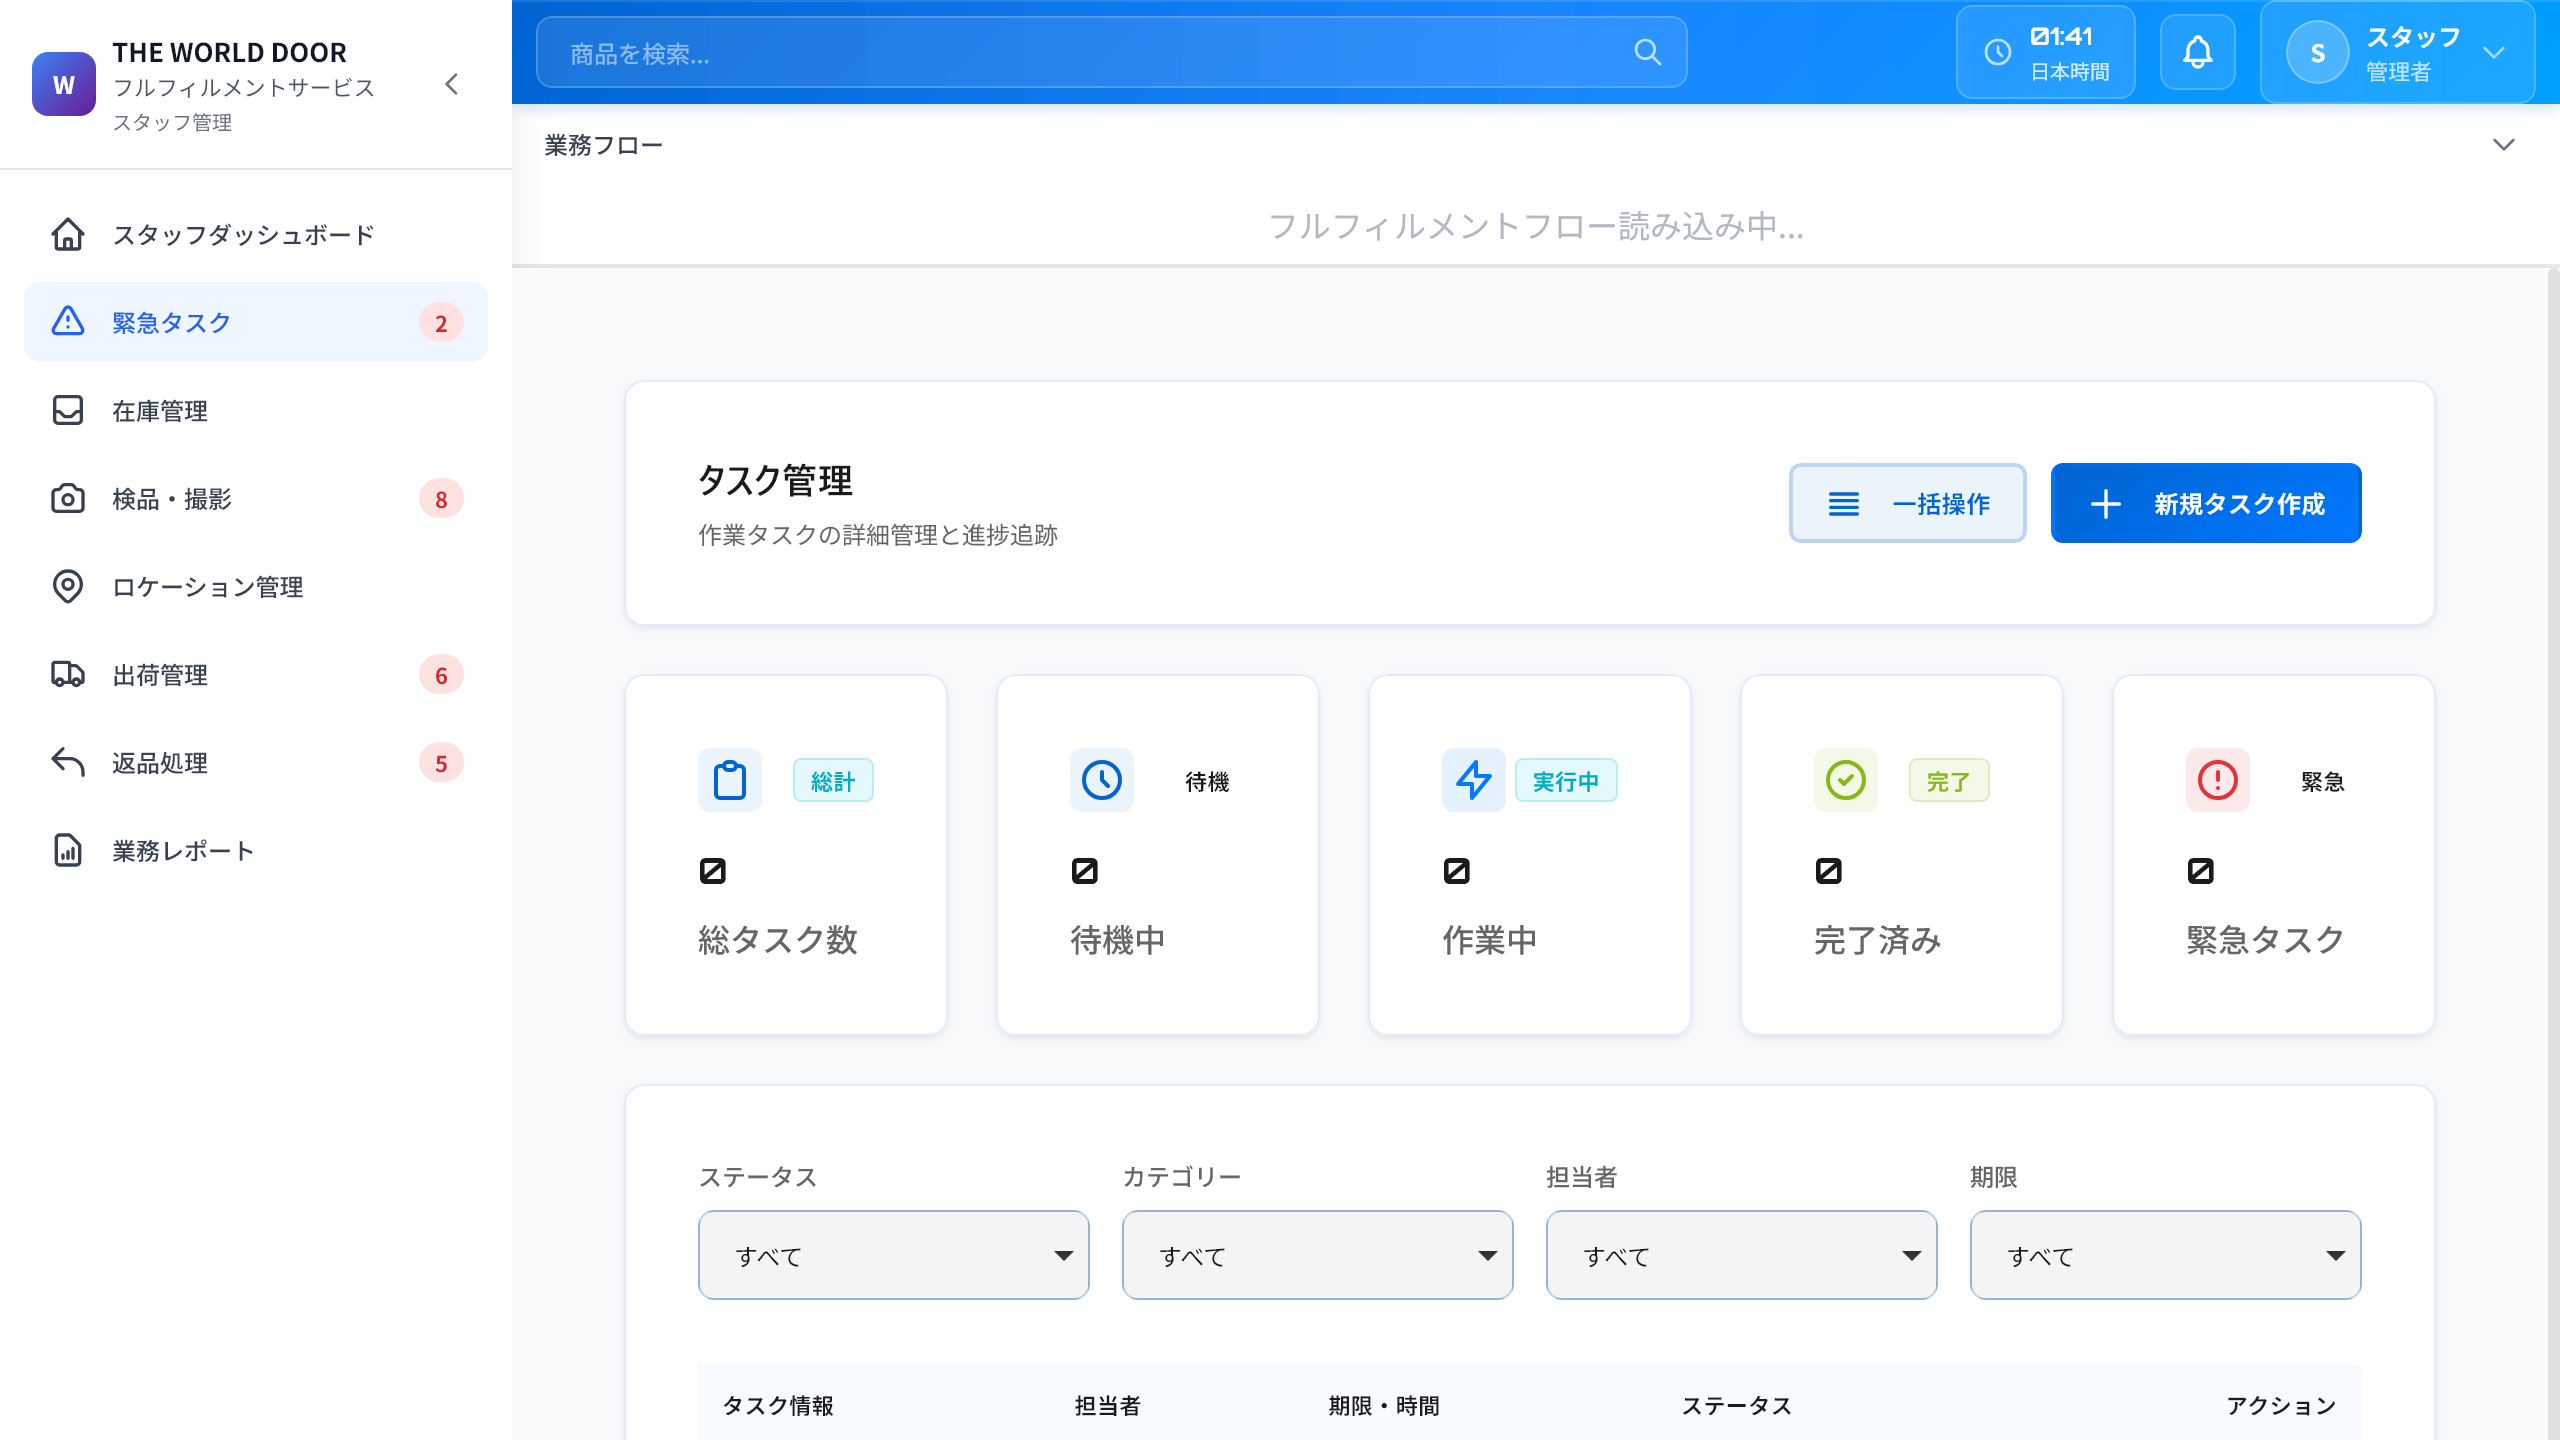 W
THE WORLD DOOR
フルフィルメントサービス
スタッフ管理
スタッフダッシュボード
緊急タスク 2
在庫管理
検品・撮影 8
ロケーション管理
出荷管理 6
返品処理 5
業務レポート
商品を検索...
01:41
日本時間
S
スタッフ
管理者
業務フロー
フルフィルメントフロー読み込み中...
タスク管理
作業タスクの詳細管理と進捗追跡
一括操作
新規タスク作成
総計
0
総タスク数
待機
0
待機中
実行中
0
作業中
完了
0
完了済み
緊急
0
緊急タスク
ステータス カテゴリー 担当者 期限
すべて すべて すべて すべて
タスク情報 担当者 期限・時間 ステータス アクション